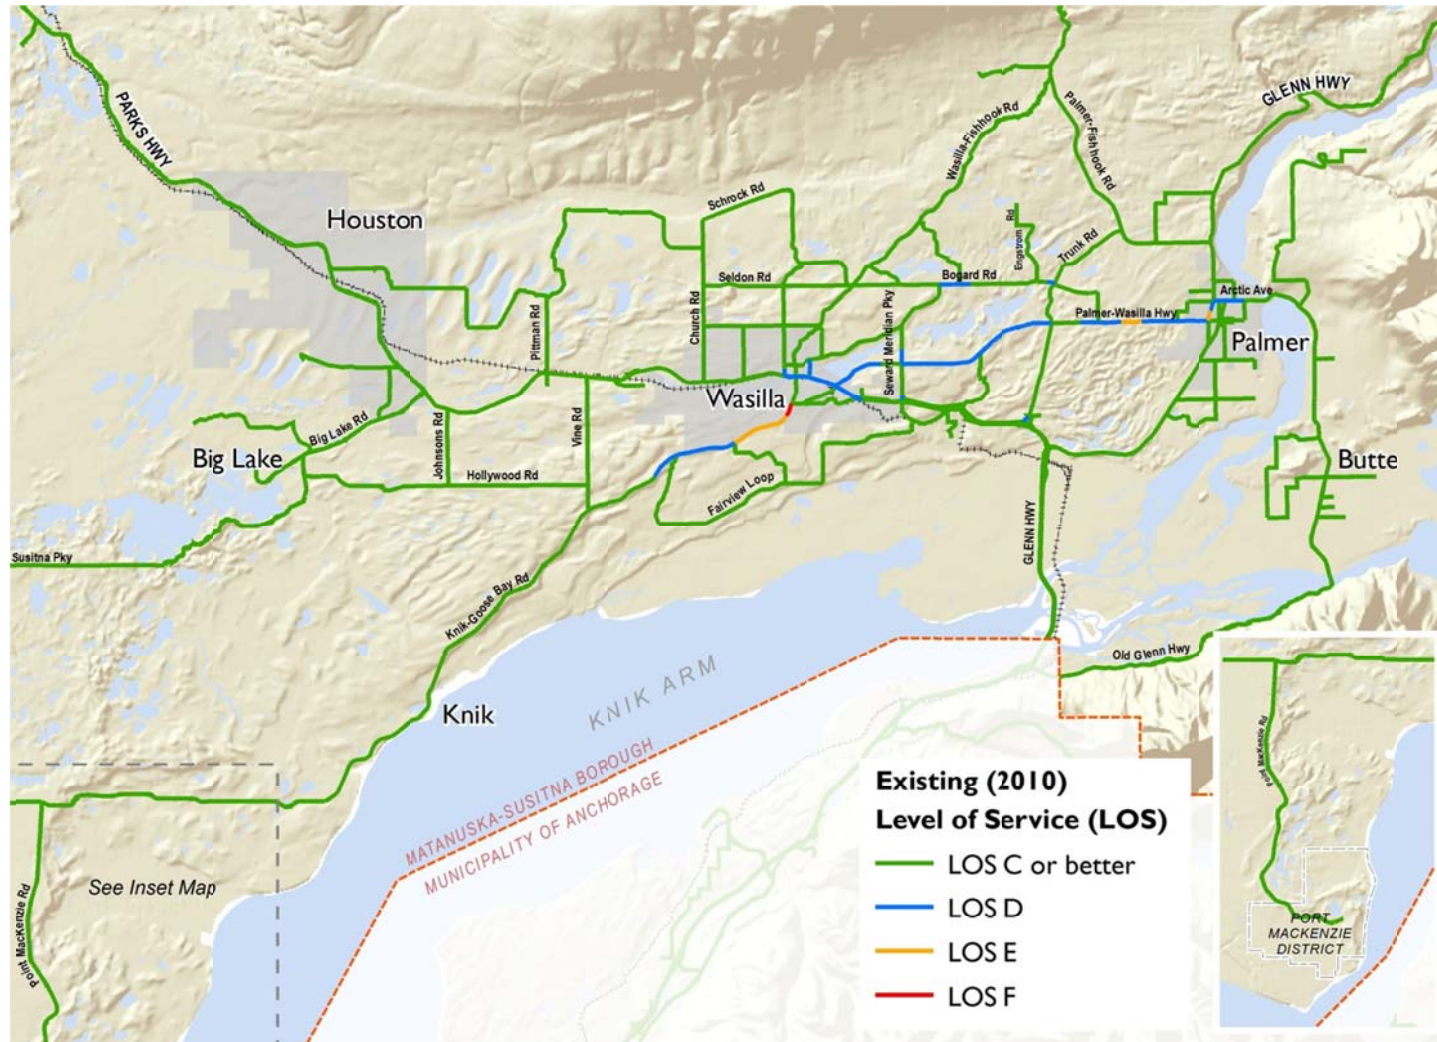 PARKS HWY
GLENN HWY
Wasilla-Fishhook Rd
Palmer-Fishhook Rd
Houston
Schrock Rd
Engstrom Rd
Trunk Rd
Seldon Rd
Bogard Rd
Arctic Ave
Palmer-Wasilla Hwy
Pittman Rd
Church Rd
Seward Meridian Pky
Palmer
Wasilla
Big Lake Rd
Johnsons Rd
Vine Rd
Big Lake
Hollywood Rd
Fairview Loop
Butte
Susitna Pky
GLENN HWY
Knik-Goose Bay Rd
Old Glenn Hwy
KNIK ARM
Knik
MATANUSKA-SUSITNA BOROUGH
MUNICIPALITY OF ANCHORAGE
See Inset Map
Point MacKenzie Rd
Existing (2010)
Level of Service (LOS)
LOS C or better
LOS D
LOS E
LOS F
Point MacKenzie Rd
PORT
MACKENZIE
DISTRICT